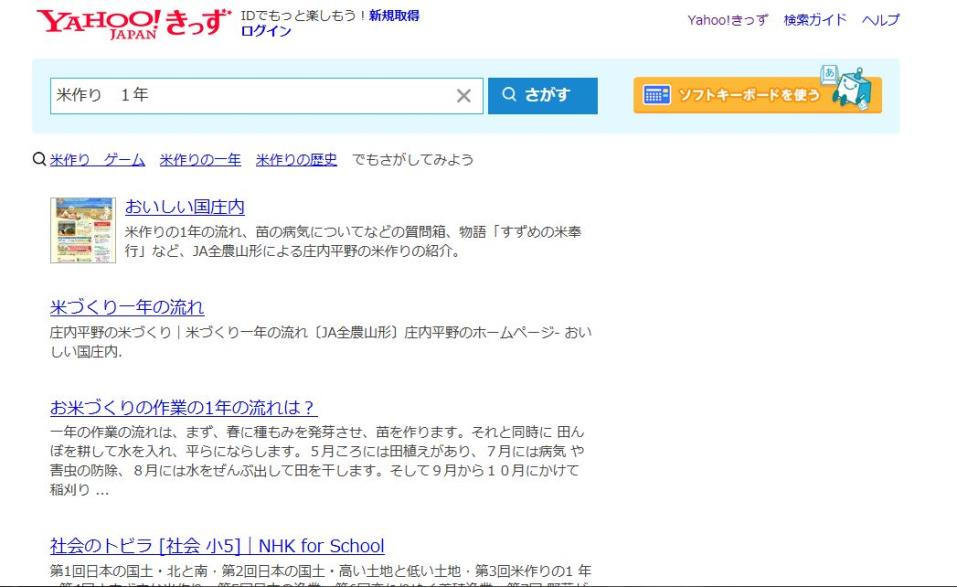 YAHOO! きっず
JAPAN
IDでもっと楽しもう！新規取得
ログイン
Yahoo!きっず 検索ガイド ヘルプ
米作り　１年
さがす
あ
ソフトキーボードを使う
米作り　ゲーム 米作りの一年 米作りの歴史 でもさがしてみよう
おいしい国庄内
米作りの1年の流れ、苗の病気についてなどの質問箱、物語「すずめの米奉
行」など、JA全農山形による庄内平野の米作りの紹介。
米づくり一年の流れ
庄内平野の米づくり｜米づくり一年の流れ〔JA全農山形〕庄内平野のホームページ- おい
しい国庄内.
お米づくりの作業の1年の流れは？
一年の作業の流れは、まず、春に種もみを発芽させ、苗を作ります。それと同時に 田ん
ぼを耕して水を入れ、平らにならします。５月ころには田植えがあり、７月には病気 や
害虫の防除、８月には水をぜんぶ出して田を干します。そして９月から１０月にかけて
稲刈り ...
社会のトビラ [社会 小5]｜NHK for School
第1回日本の国土・北と南・第2回日本の国土・高い土地と低い土地・第3回米作りの1 年